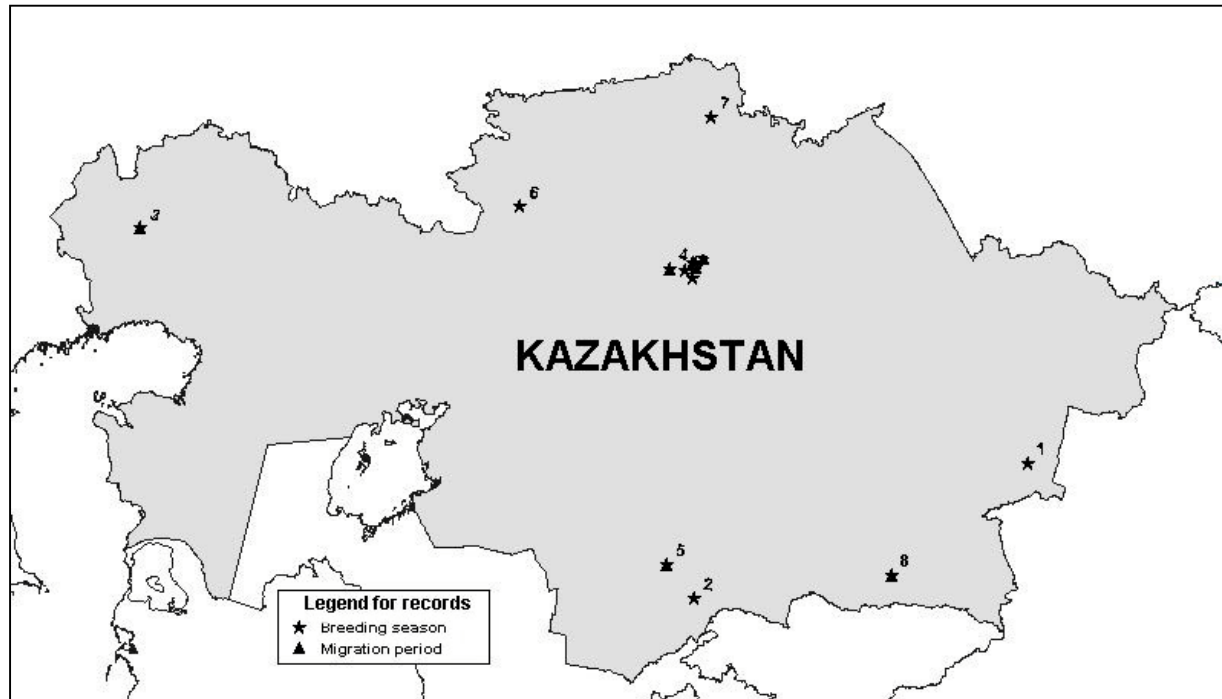 7
6
3
4
KAZAKHSTAN
1
5
8
2
Legend for records
Breeding season
Migration period